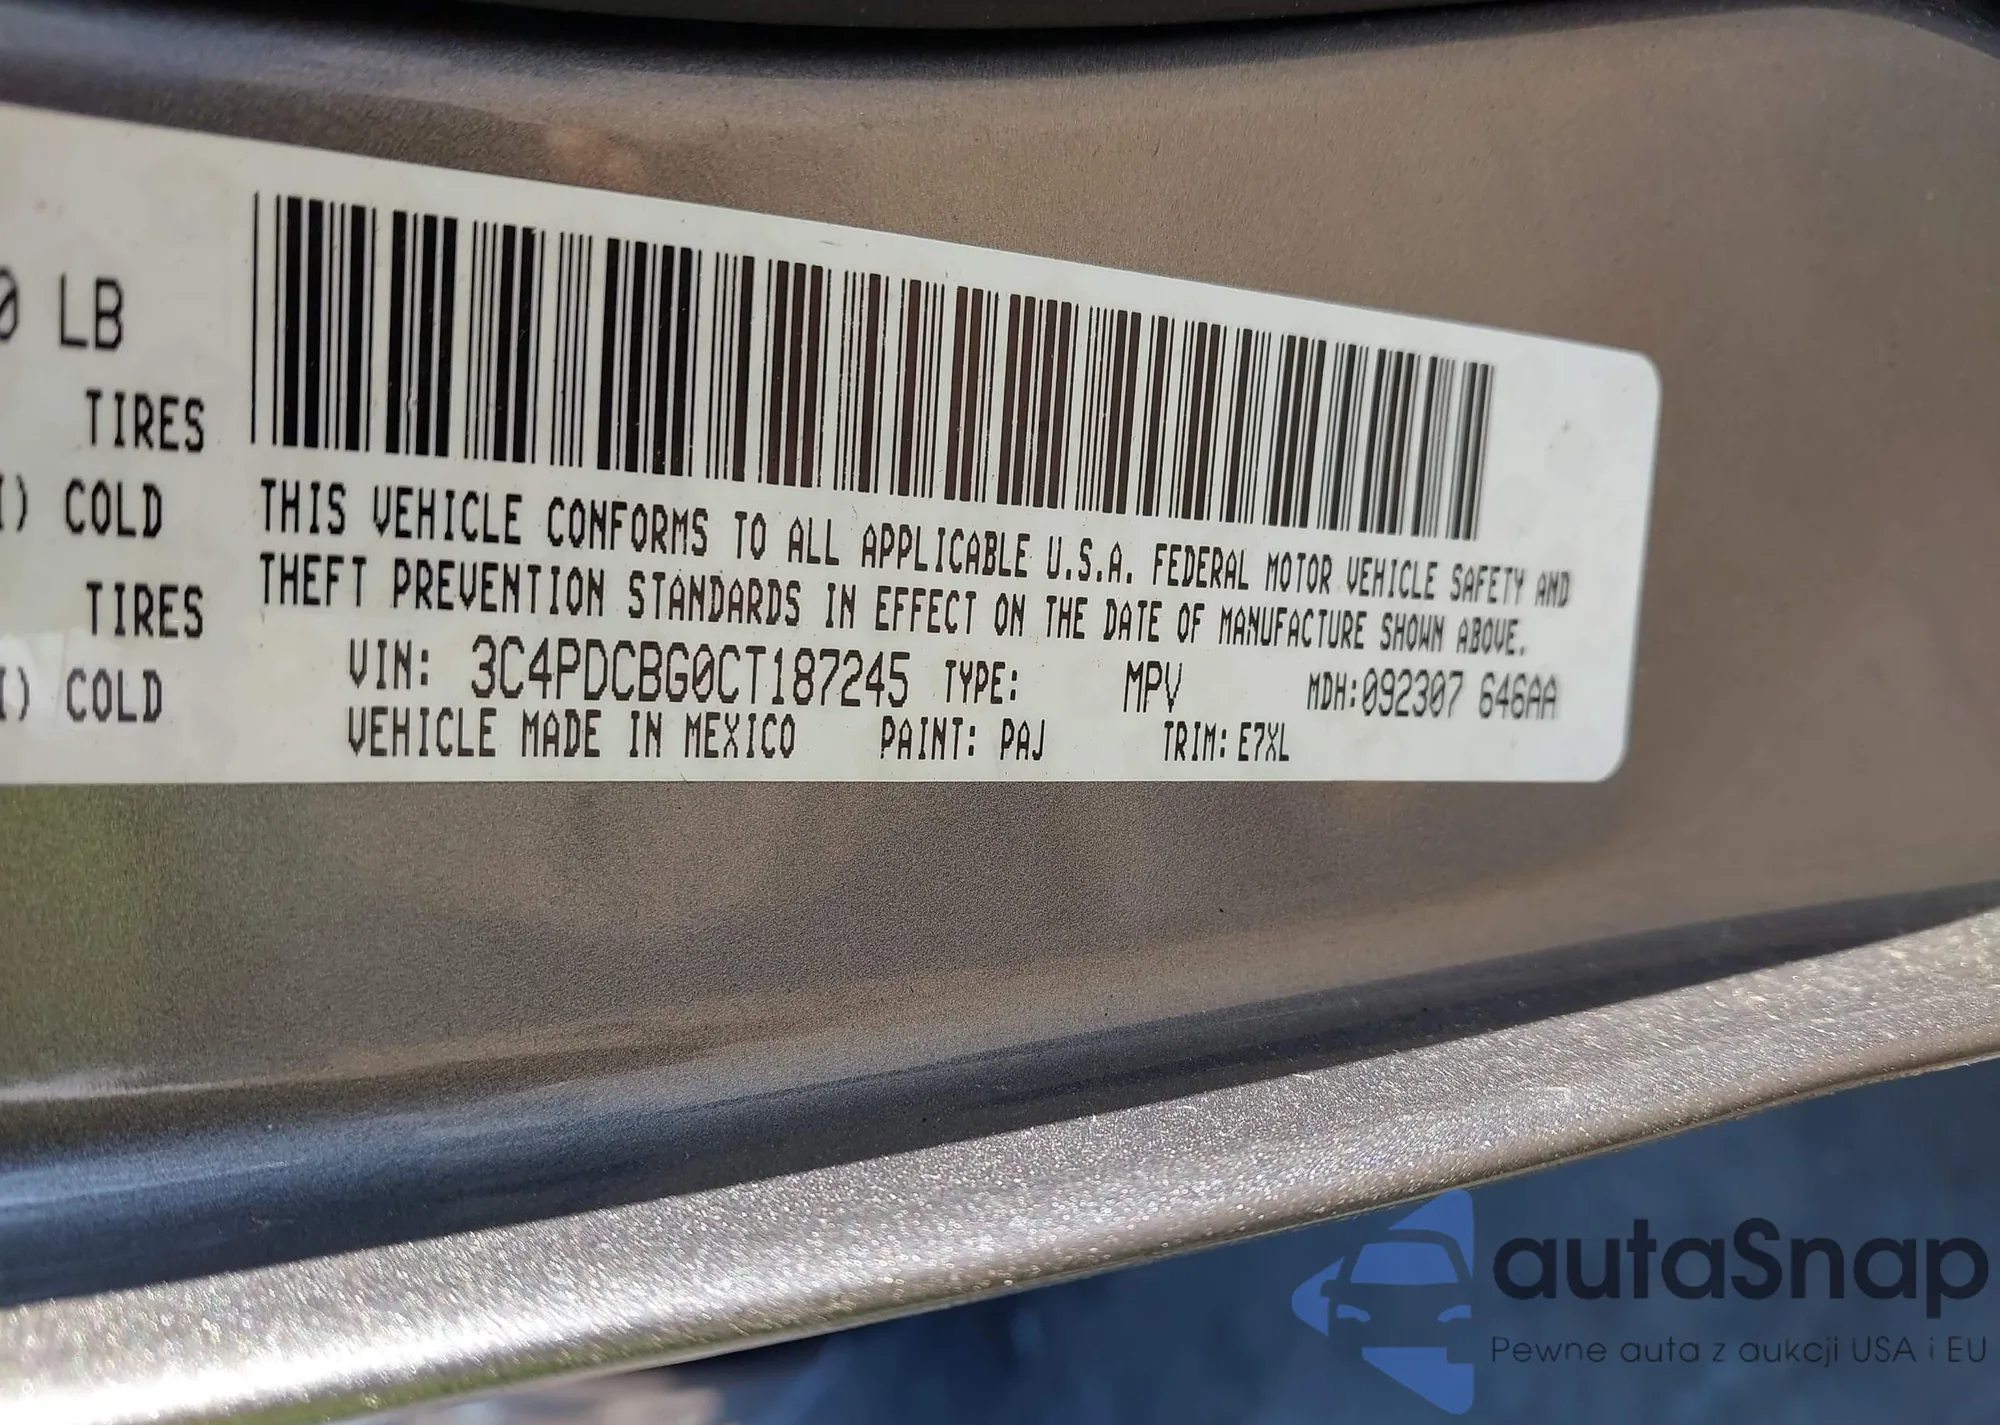 0 LB
TIRES
I) COLD
TIRES
I) COLD
THIS VEHICLE CONFORMS TO ALL APPLICABLE U.S.A. FEDERAL MOTOR VEHICLE SAFETY AND
THEFT PREVENTION STANDARDS IN EFFECT ON THE DATE OF MANUFACTURE SHOWN ABOVE.
VIN: 3C4PDCBG0CT187245 TYPE: MPV MDH:092307 646AA
VEHICLE MADE IN MEXICO PAINT: PAJ TRIM: E7XL
autaSnap
Pewne auta z aukcji USA i EU